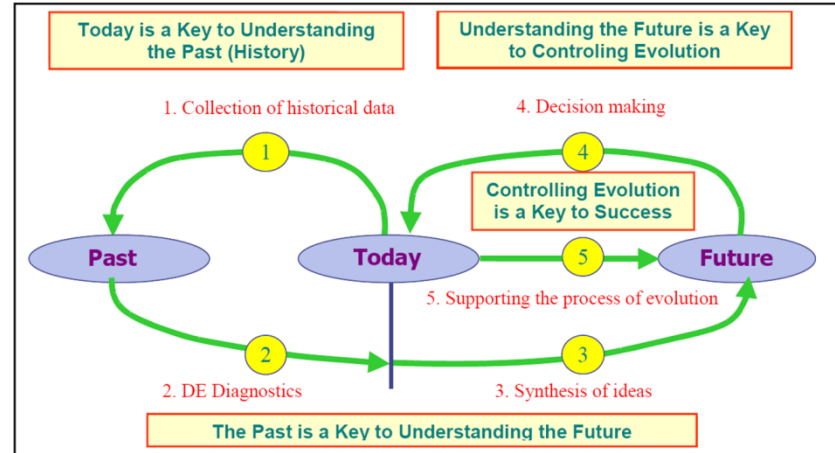 Today is a Key to Understanding
the Past (History)
Understanding the Future is a Key
to Controling Evolution
1. Collection of historical data
4. Decision making
1
4
Controlling Evolution
is a Key to Success
Past
Today
5
Future
5. Supporting the process of evolution
2
3
2. DE Diagnostics
3. Synthesis of ideas
The Past is a Key to Understanding the Future